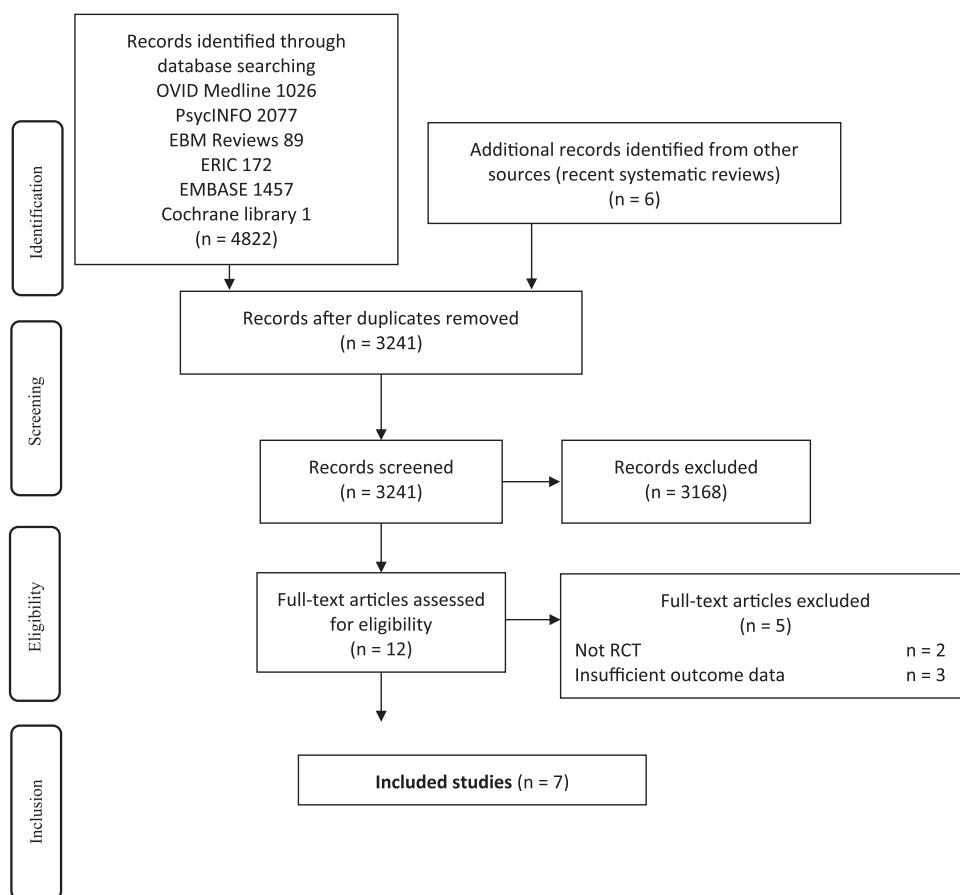 Records identified through
database searching
OVID Medline 1026
PsycINFO 2077
EBM Reviews 89
ERIC 172
EMBASE 1457
Cochrane library 1
(n = 4822)
Additional records identified from other
sources (recent systematic reviews)
(n = 6)
Identification
Records after duplicates removed
(n = 3241)
Screening
Records screened
(n = 3241)
Records excluded
(n = 3168)
Eligibility
Full-text articles assessed
for eligibility
(n = 12)
Full-text articles excluded
(n = 5)
Not RCT n = 2
Insufficient outcome data n = 3
Inclusion
Included studies (n = 7)